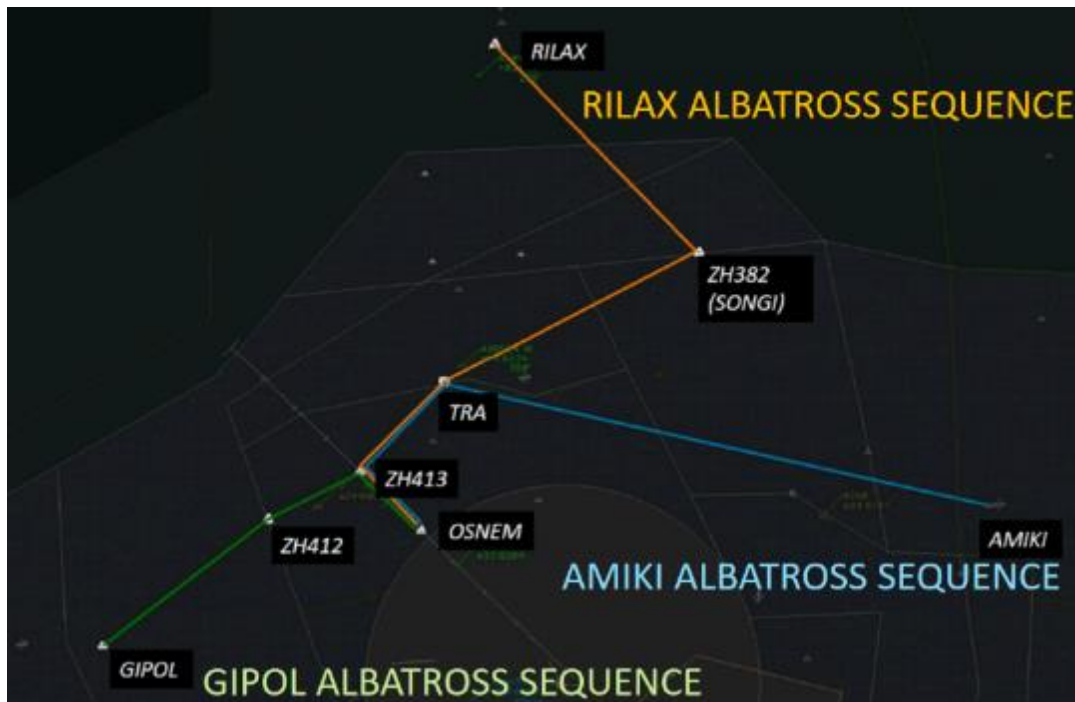 RILAX
RILAX ALBATROSS SEQUENCE
ZH382
(SONGI)
TRA
ZH413
OSNEM
ZH412
AMIKI
AMIKI ALBATROSS SEQUENCE
GIPOL
GIPOL ALBATROSS SEQUENCE